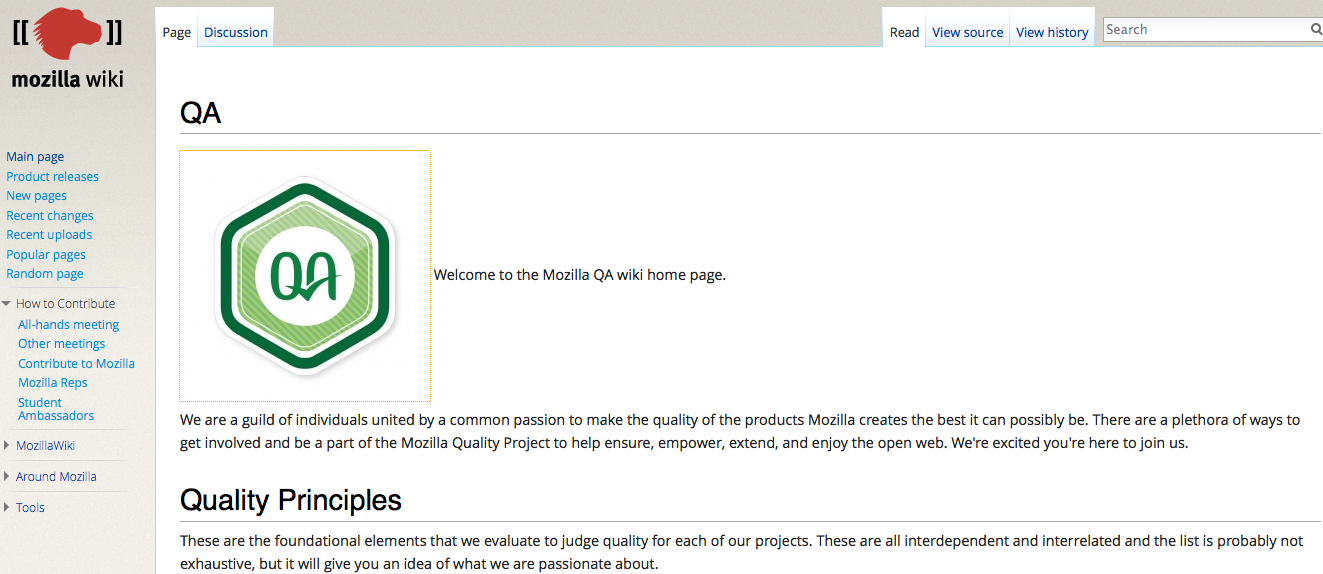 [[ ]]
mozilla wiki
Page Discussion Read View source View history Search
Main page
Product releases
New pages
Recent changes
Recent uploads
Popular pages
Random page
How to Contribute
All-hands meeting
Other meetings
Contribute to Mozilla
Mozilla Reps
Student
Ambassadors
MozillaWiki
Around Mozilla
Tools
QA
QA
Welcome to the Mozilla QA wiki home page.
We are a guild of individuals united by a common passion to make the quality of the products Mozilla creates the best it can possibly be. There are a plethora of ways to
get involved and be a part of the Mozilla Quality Project to help ensure, empower, extend, and enjoy the open web. We're excited you're here to join us.
Quality Principles
These are the foundational elements that we evaluate to judge quality for each of our projects. These are all interdependent and interrelated and the list is probably not
exhaustive, but it will give you an idea of what we are passionate about.